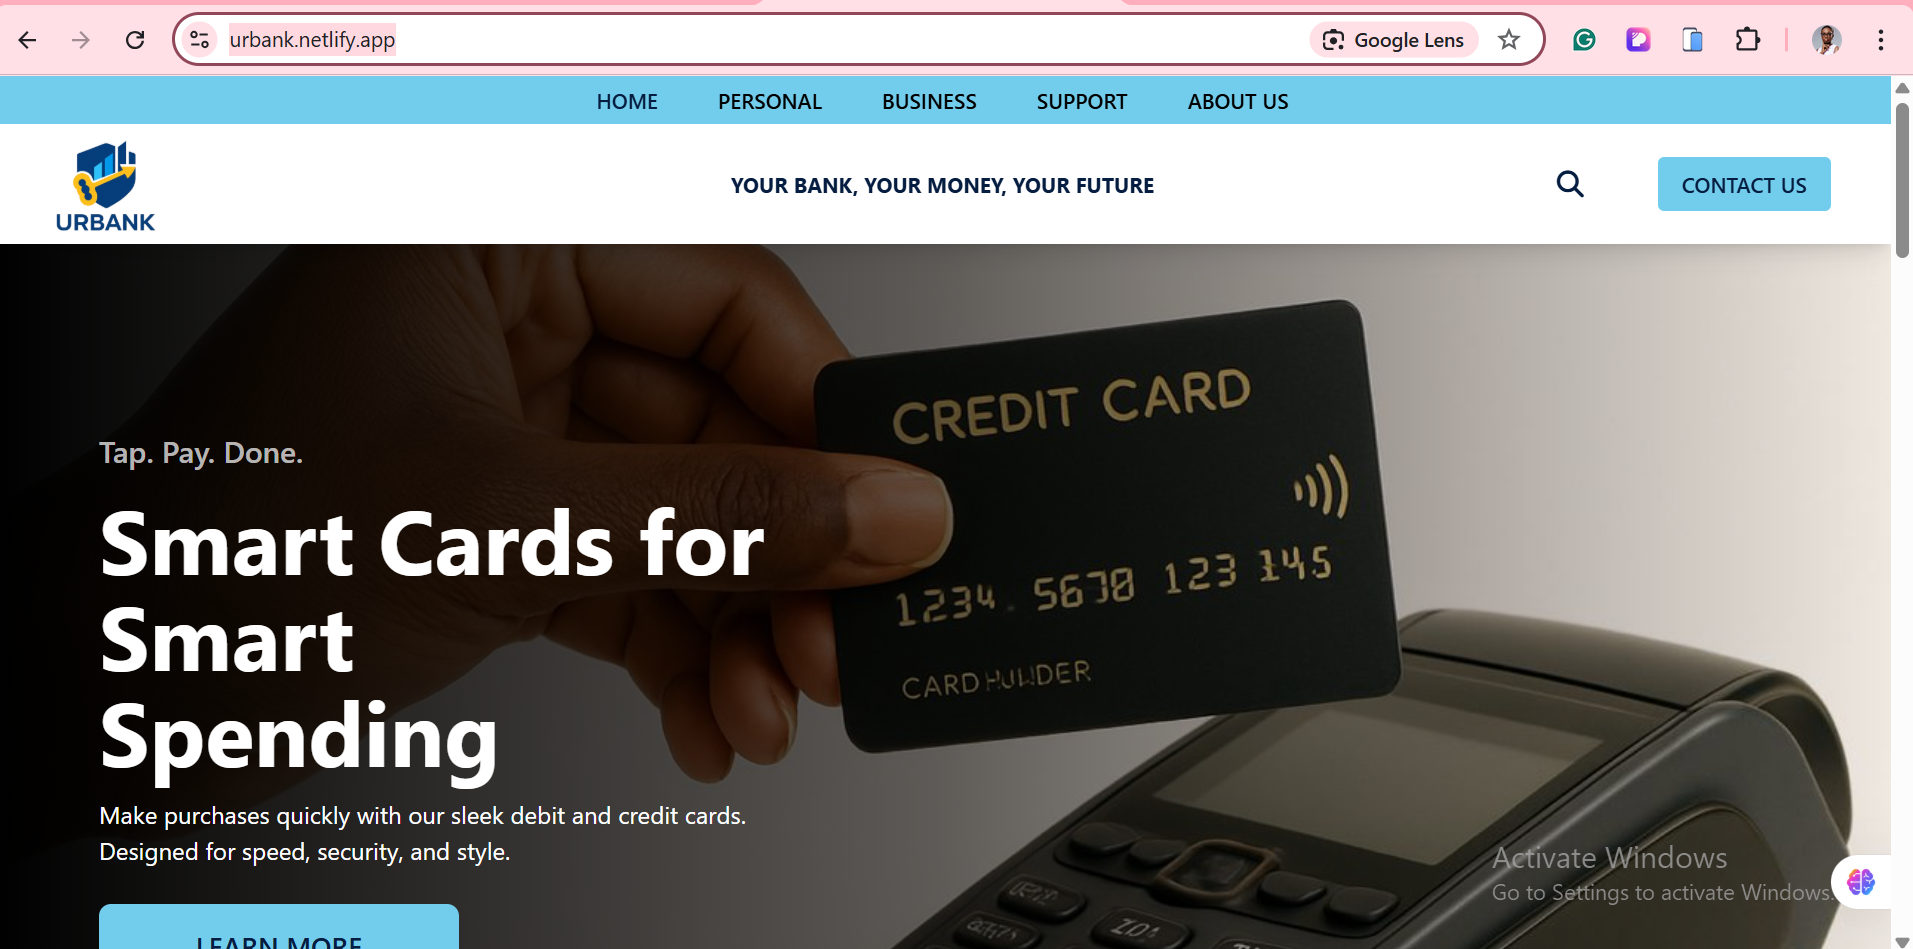 urbank.netlify.app
Google Lens
HOME PERSONAL BUSINESS SUPPORT ABOUT US
URBANK
YOUR BANK, YOUR MONEY, YOUR FUTURE
CONTACT US
CREDIT CARD
Tap. Pay. Done.
Smart Cards for
Smart
Spending
1234 5670 123 145
Make purchases quickly with our sleek debit and credit cards.
Designed for speed, security, and style.
LEARN MORE
Activate Windows
Go to Settings to activate Windows.